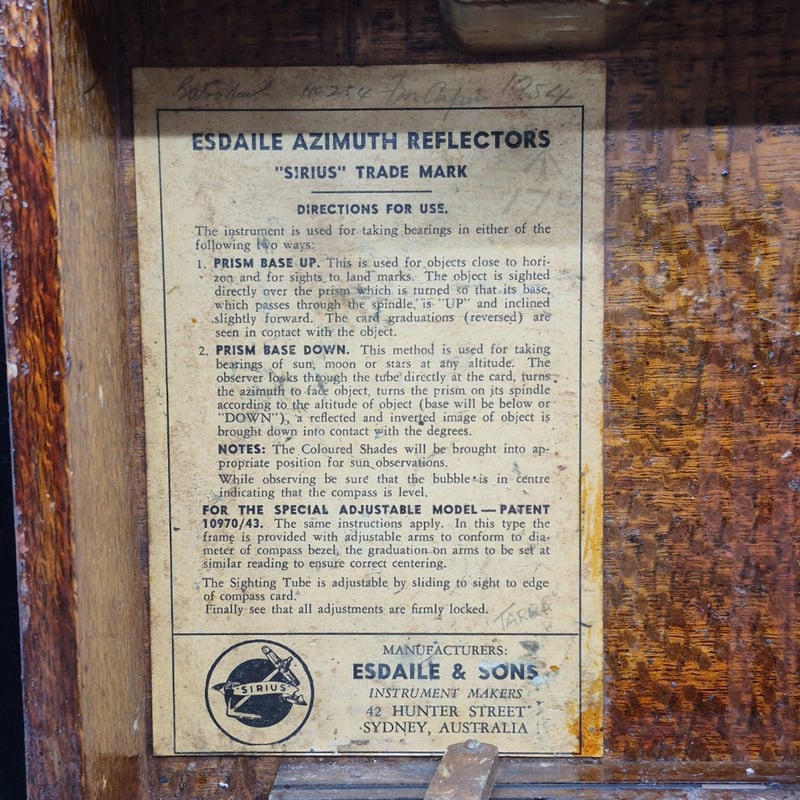 No 254 1954
ESDAILE AZIMUTH REFLECTORS
"SIRIUS" TRADE MARK
DIRECTIONS FOR USE.
The instrument is used for taking bearings in either of the
following two ways:
1. PRISM BASE UP. This is used for objects close to hori-
zon and for sights to land marks. The object is sighted
directly over the prism which is turned so that its base,
which passes through the spindle, is "UP" and inclined
slightly forward. The card graduations (reversed) are
seen in contact with the object.
2. PRISM BASE DOWN. This method is used for taking
bearings of sun, moon or stars at any altitude. The
observer looks through the tube directly at the card, turns
the azimuth to face object, turns the prism on its spindle
according to the altitude of object (base will be below or
"DOWN"), a reflected and inverted image of object is
brought down into contact with the degrees.
NOTES: The Coloured Shades will be brought into ap-
propriate position for sun observations.
While observing be sure that the bubble is in centre
indicating that the compass is level.
FOR THE SPECIAL ADJUSTABLE MODEL — PATENT
10970/43. The same instructions apply. In this type the
frame is provided with adjustable arms to conform to dia-
meter of compass bezel, the graduation on arms to be set at
similar reading to ensure correct centering.
The Sighting Tube is adjustable by sliding to sight to edge
of compass card.
Finally see that all adjustments are firmly locked.
SIRIUS
MANUFACTURERS:
ESDAILE & SONS
INSTRUMENT MAKERS
42 HUNTER STREET
SYDNEY, AUSTRALIA